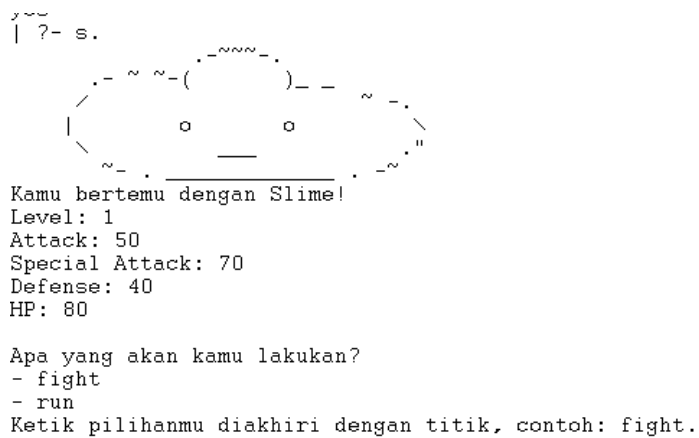 yes
| ?- s.
Kamu bertemu dengan Slime!
Level: 1
Attack: 50
Special Attack: 70
Defense: 40
HP: 80
Apa yang akan kamu lakukan?
- fight
- run
Ketik pilihanmu diakhiri dengan titik, contoh: fight.